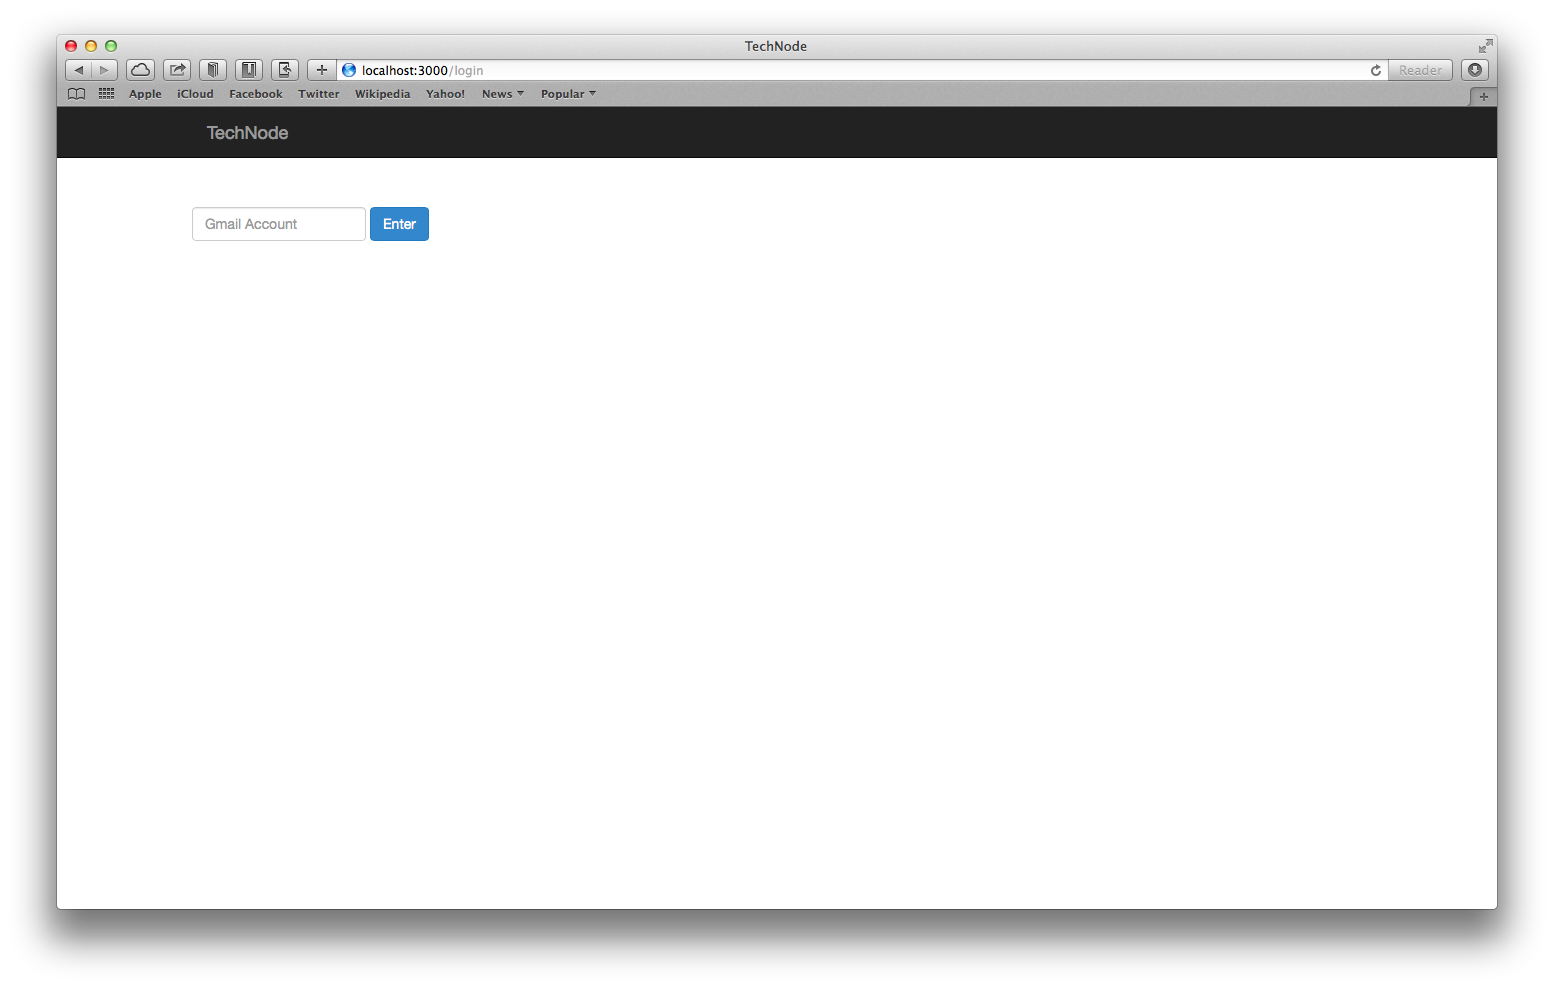 TechNode
localhost:3000/login
Reader
Apple iCloud Facebook Twitter Wikipedia Yahoo! News Popular
TechNode
Gmail Account Enter